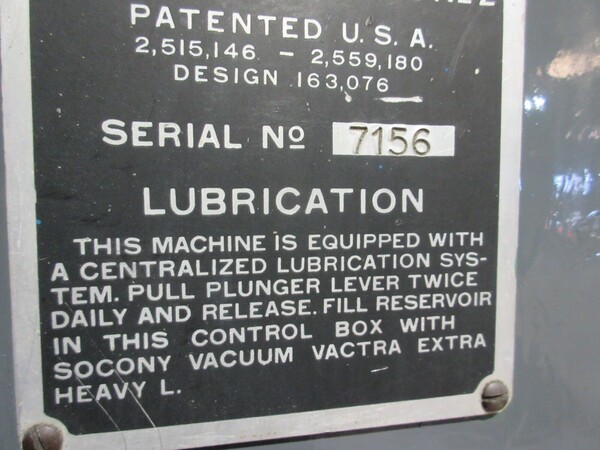 PATENTED U. S. A.
2,515,146 – 2,559,180
DESIGN 163,076
SERIAL Nº 7156
LUBRICATION
THIS MACHINE IS EQUIPPED WITH
A CENTRALIZED LUBRICATION SYS-
TEM. PULL PLUNGER LEVER TWICE
DAILY AND RELEASE. FILL RESERVOIR
IN THIS CONTROL BOX WITH
SOCONY VACUUM VACTRA EXTRA
HEAVY L.